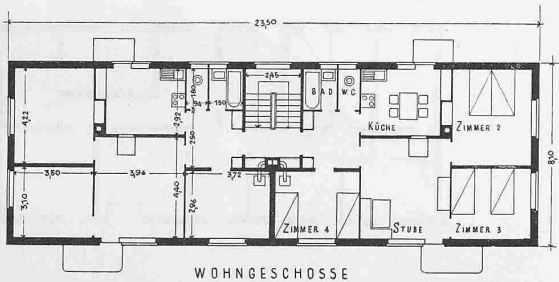 23,50
2,45
1,80
94
1,50
BAD
WC
4,22
2,92
2,50
KÜCHE
ZIMMER 2
8,50
3,50
3,96
3,72
3,10
4,40
2,96
ZIMMER 4
STUBE
ZIMMER 3
WOHNGESCHOSSE